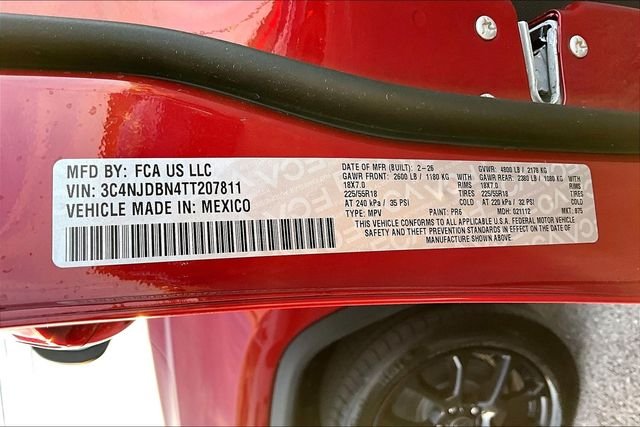 MFD BY: FCA US LLC
VIN: 3C4NJDBN4TT207811
VEHICLE MADE IN: MEXICO
DATE OF MFR (BUILT): 2-26 GVWR: 4800 LB / 2178 KG
GAWR FRONT: 2600 LB / 1180 KG WITH: GAWR REAR: 2380 LB / 1080 KG WITH:
18X7.0 RIMS 18X7.0 RIMS
225/55R18 TIRES 225/55R18 TIRES
AT 240 kPa / 35 PSI AT 220 kPa / 32 PSI
TYPE: MPV PAINT: PR6 MDH: 021112 MKT: 875
THIS VEHICLE CONFORMS TO ALL APPLICABLE U.S.A. FEDERAL MOTOR VEHICLE
SAFETY AND THEFT PREVENTION STANDARDS IN EFFECT ON THE DATE OF
MANUFACTURE SHOWN ABOVE.